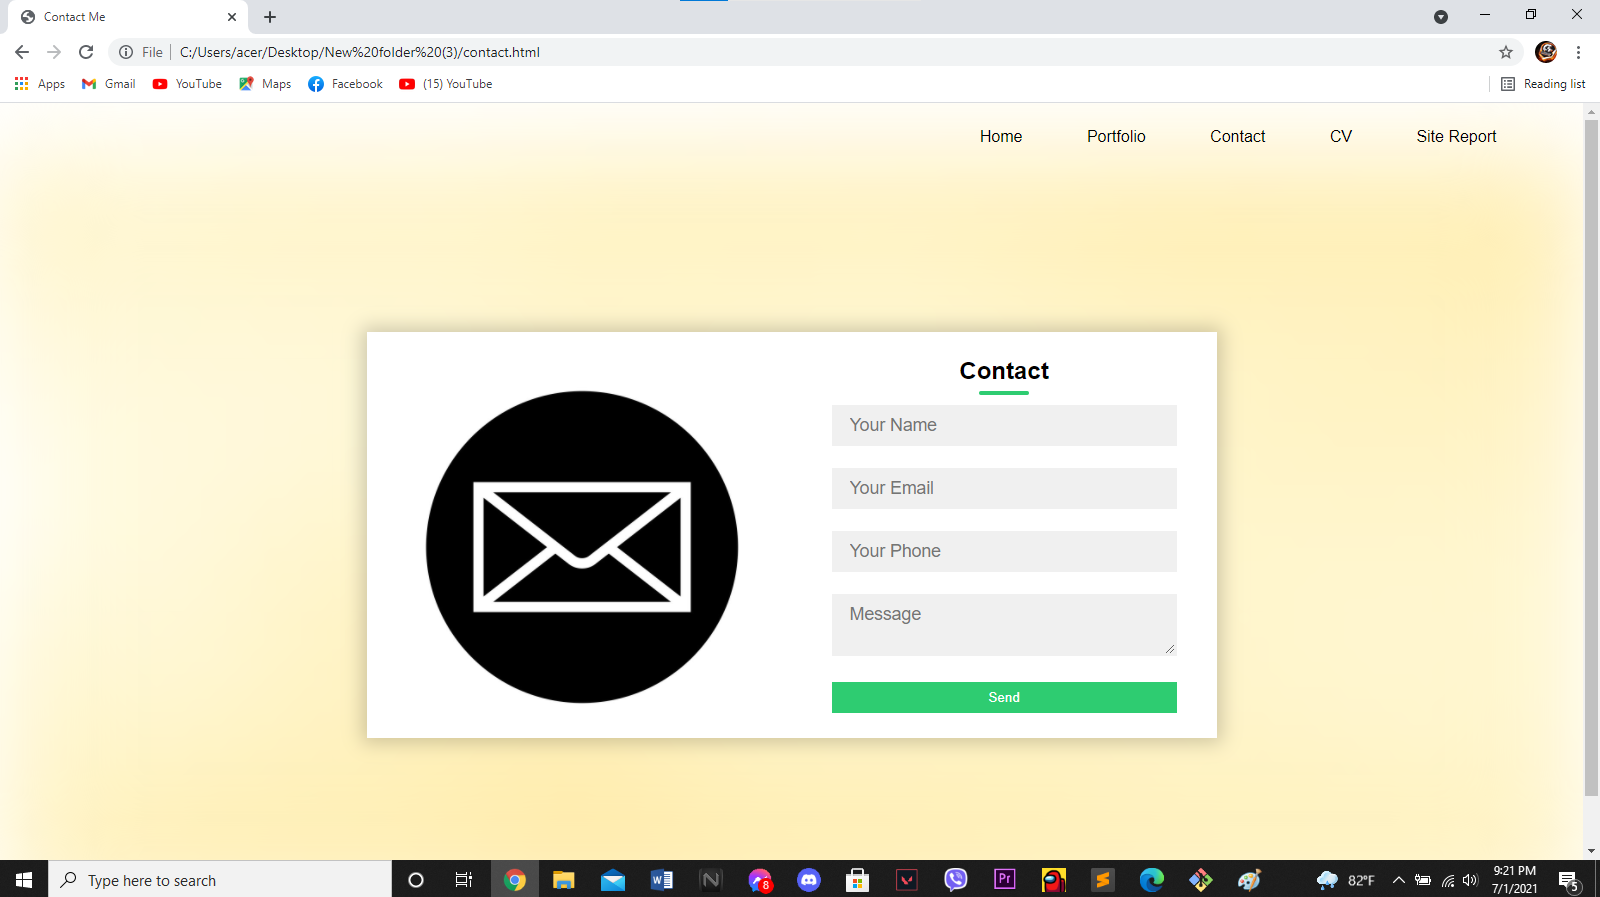 Contact Me
File
C:/Users/acer/Desktop/New%20folder%20(3)/contact.html
Apps
Gmail
YouTube
Maps
Facebook
(15) YouTube
Reading list
Home
Portfolio
Contact
CV
Site Report
Contact
Your Name
Your Email
Your Phone
Message
Send
Type here to search
N
8
Pr
82°F
9:21 PM
7/1/2021
5